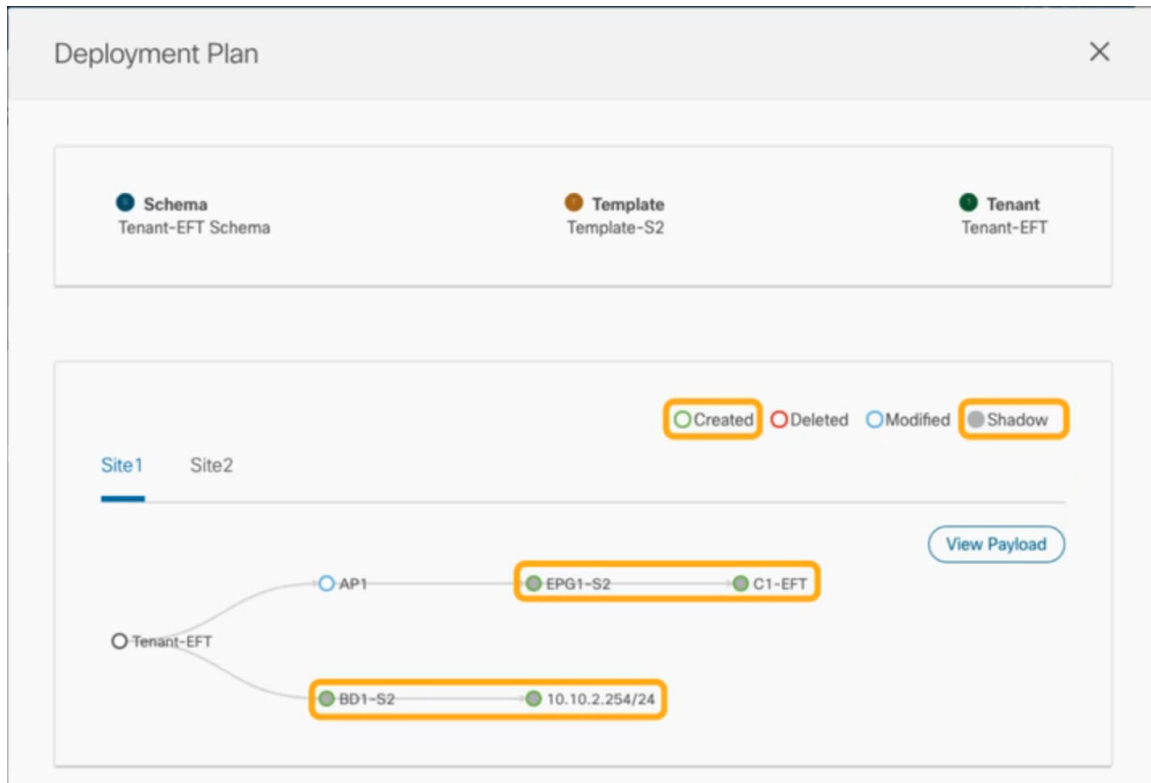 Deployment Plan
Schema
Tenant-EFT Schema
Template
Template-S2
Tenant
Tenant-EFT
Created Deleted Modified Shadow
Site1 Site2
View Payload
AP1 EPG1-S2 C1-EFT
Tenant-EFT
BD1-S2 10.10.2.254/24